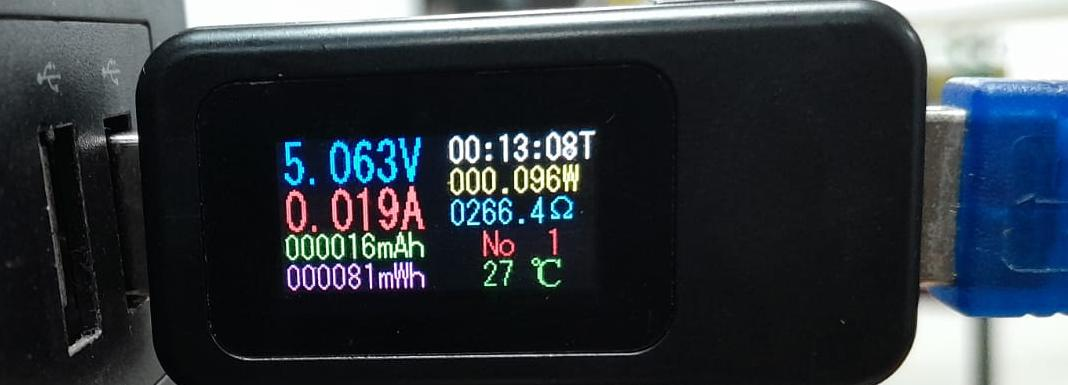 5.063V
0.019A
000016mAh
000081mWh
00:13:08T
000.096W
0266.4Ω
No 1
27 ℃